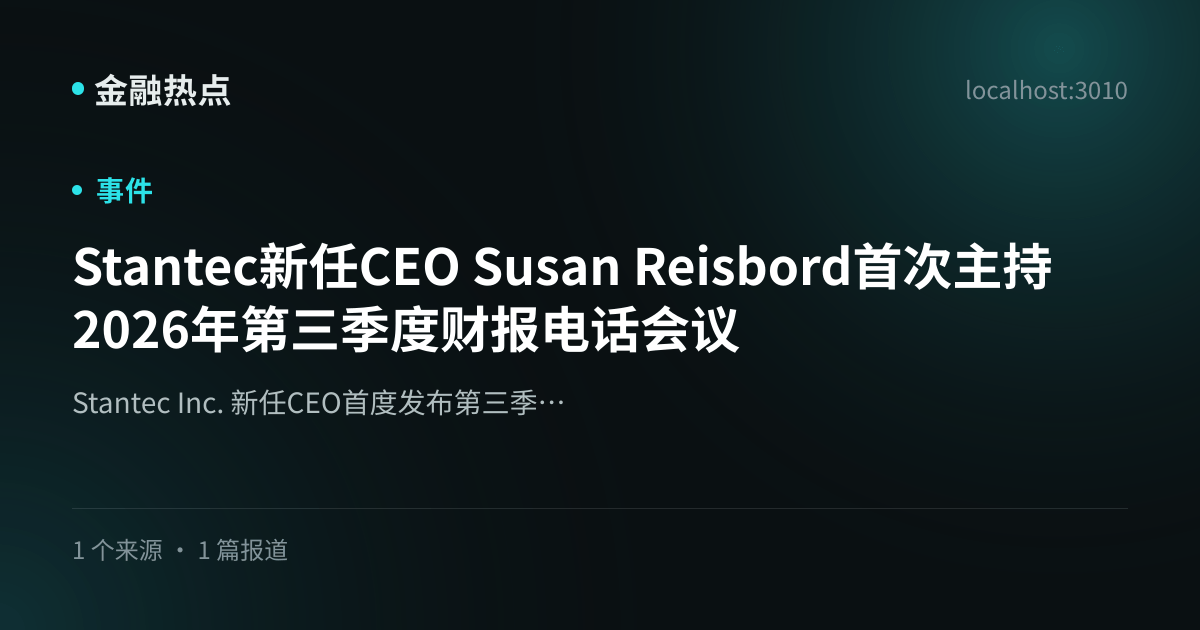 金融热点
localhost:3010
事件
Stantec新任CEO Susan Reisbord首次主持
2026年第三季度财报电话会议
Stantec Inc. 新任CEO首度发布第三季…
1 个来源 · 1 篇报道